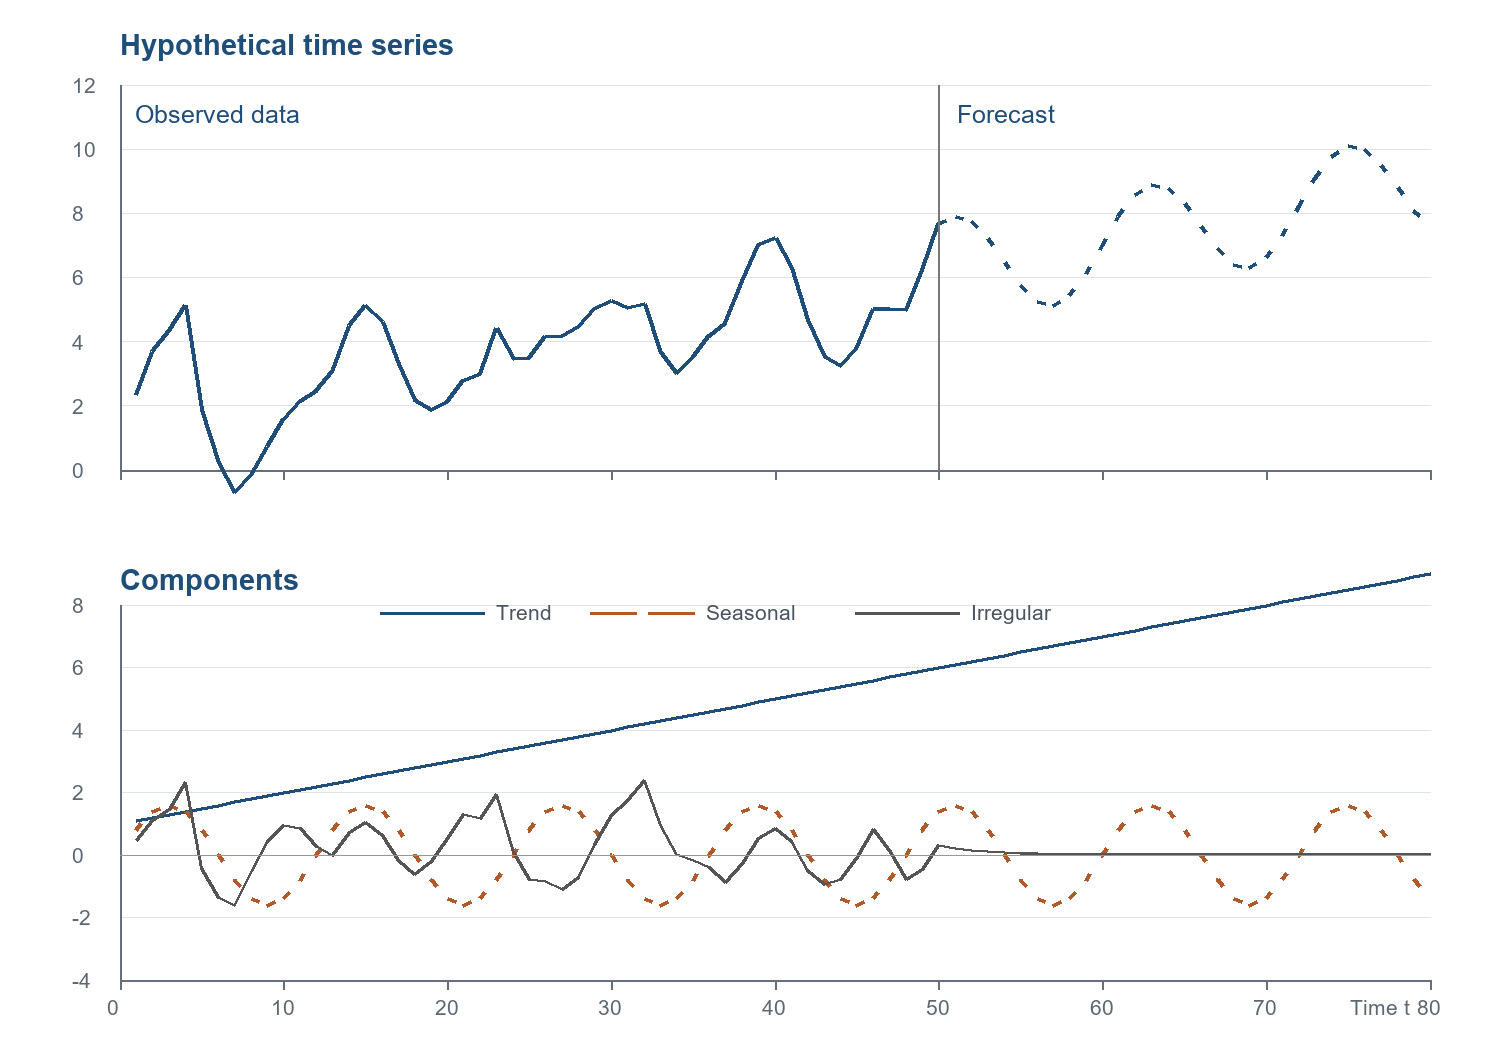 Hypothetical time series
12
Observed data
Forecast
10
8
6
4
2
0
Components
8
Trend
Seasonal
Irregular
6
4
2
0
-2
-4
0 10 20 30 40 50 60 70 Time t 80